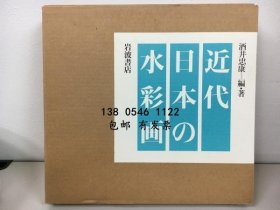 酒井忠康=編・著
近代
日本の
水彩画
岩波書店
138 0546 1122
包邮 有发票